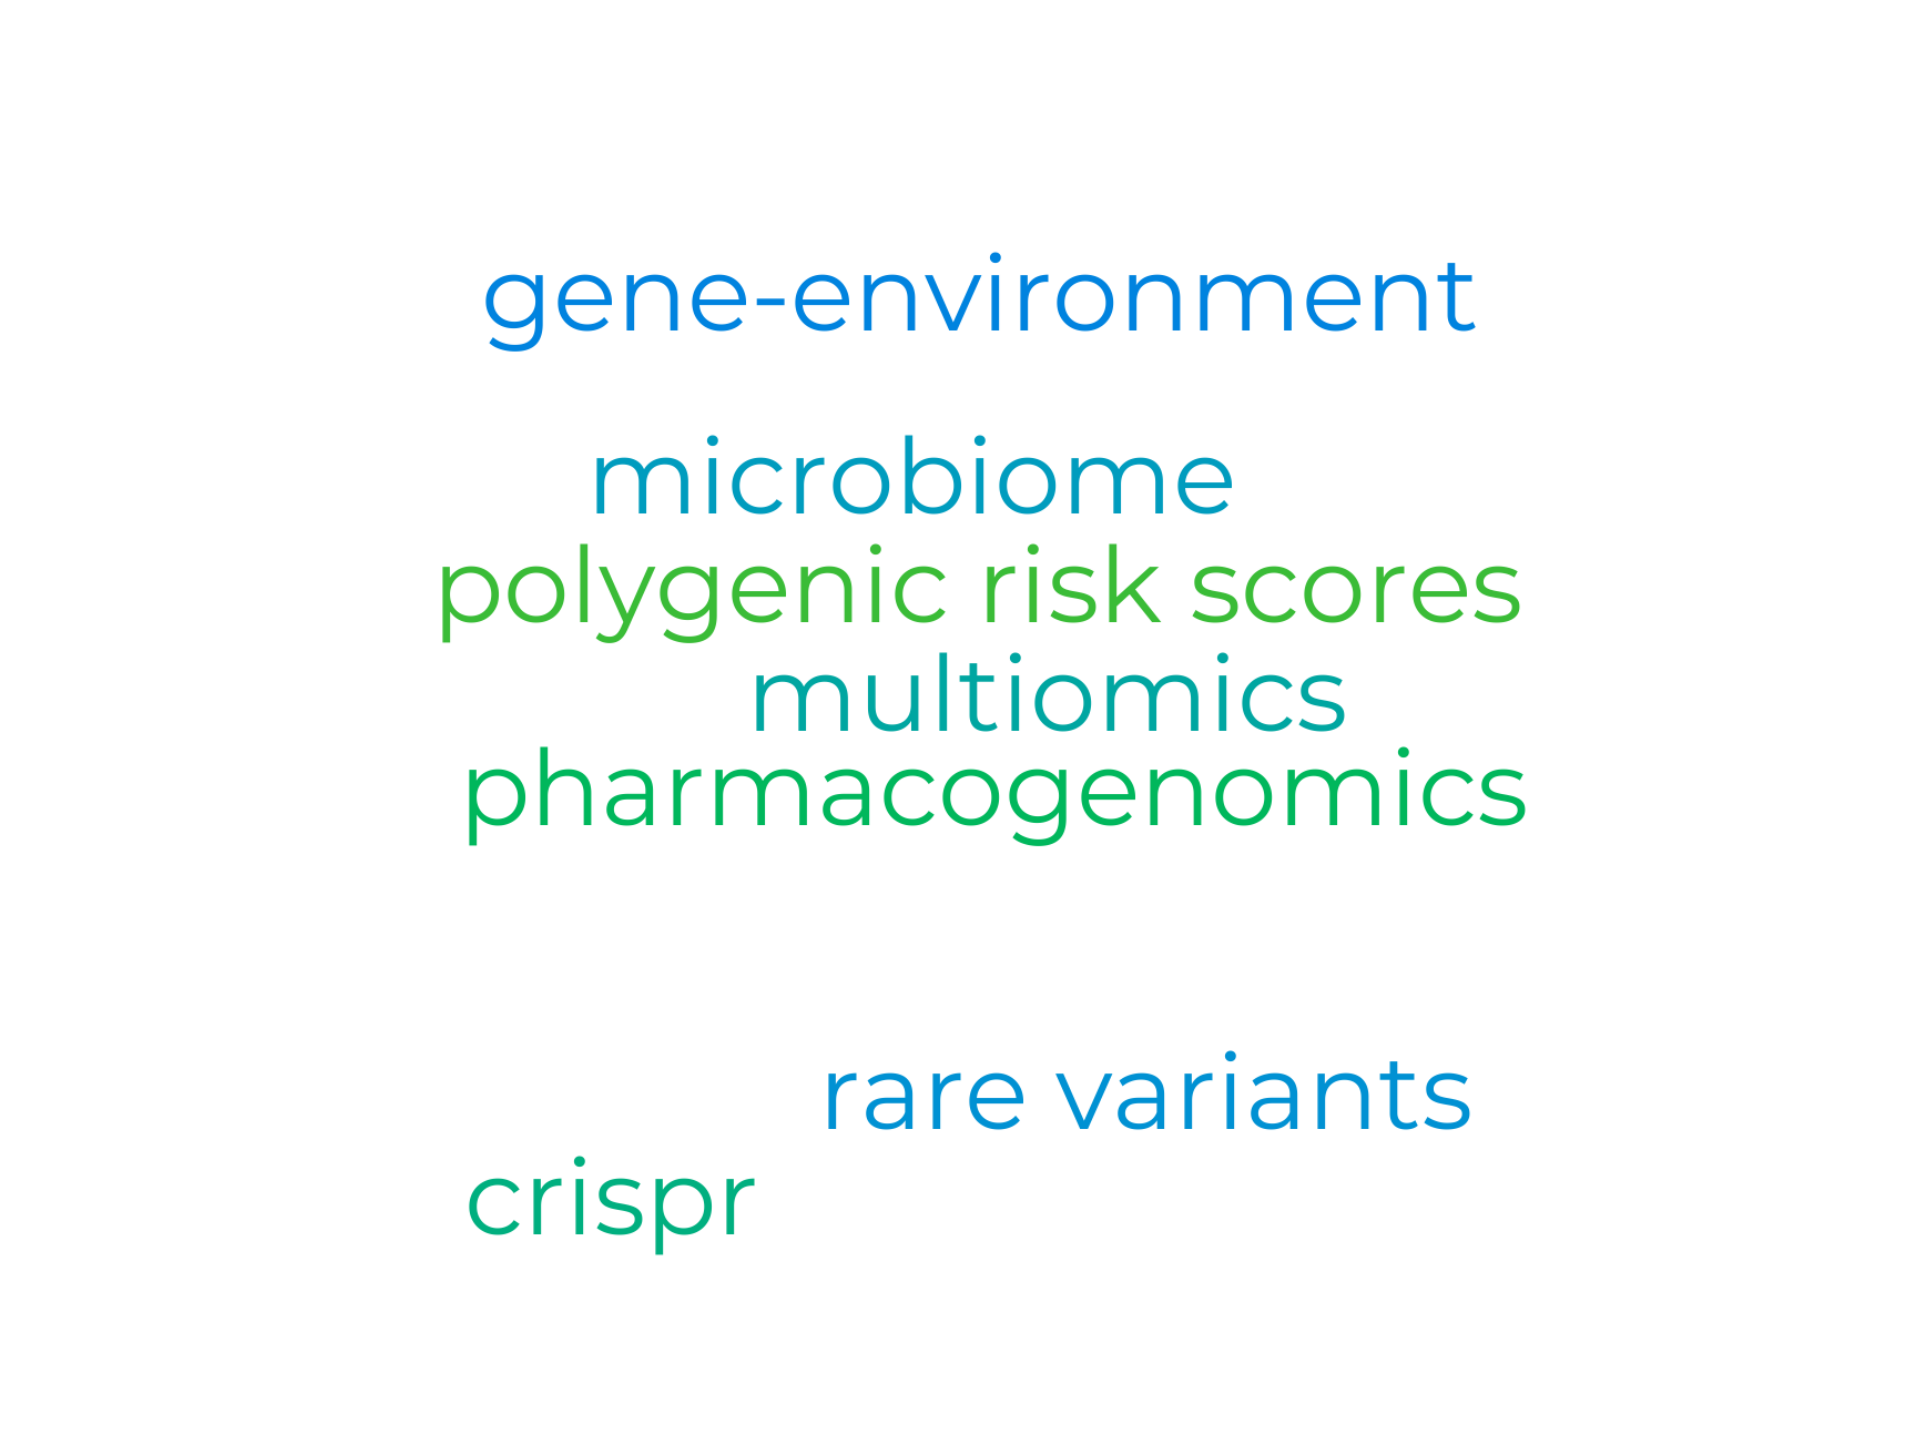 gene-environment
microbiome
polygenic risk scores
multiomics
pharmacogenomics
rare variants
crispr